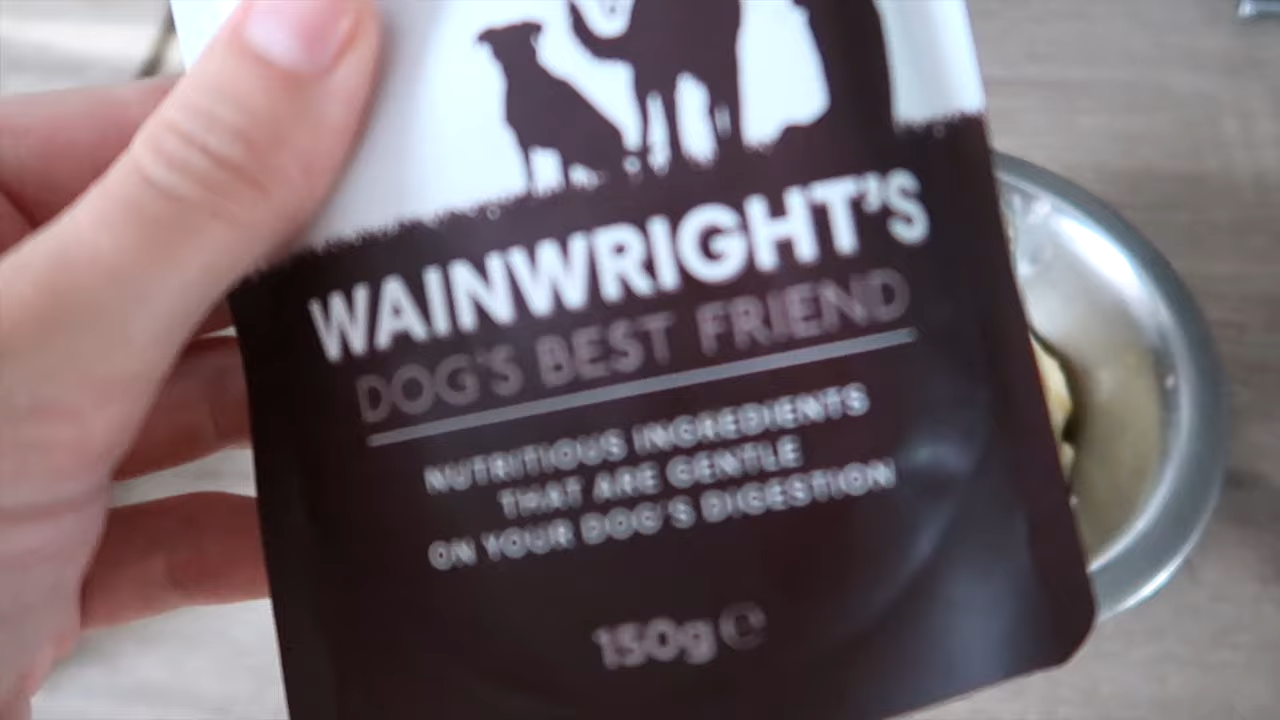 WAINWRIGHT'S
DOG'S BEST FRIEND
NUTRITIOUS INGREDIENTS
THAT ARE GENTLE
ON YOUR DOG'S DIGESTION
150g ℮